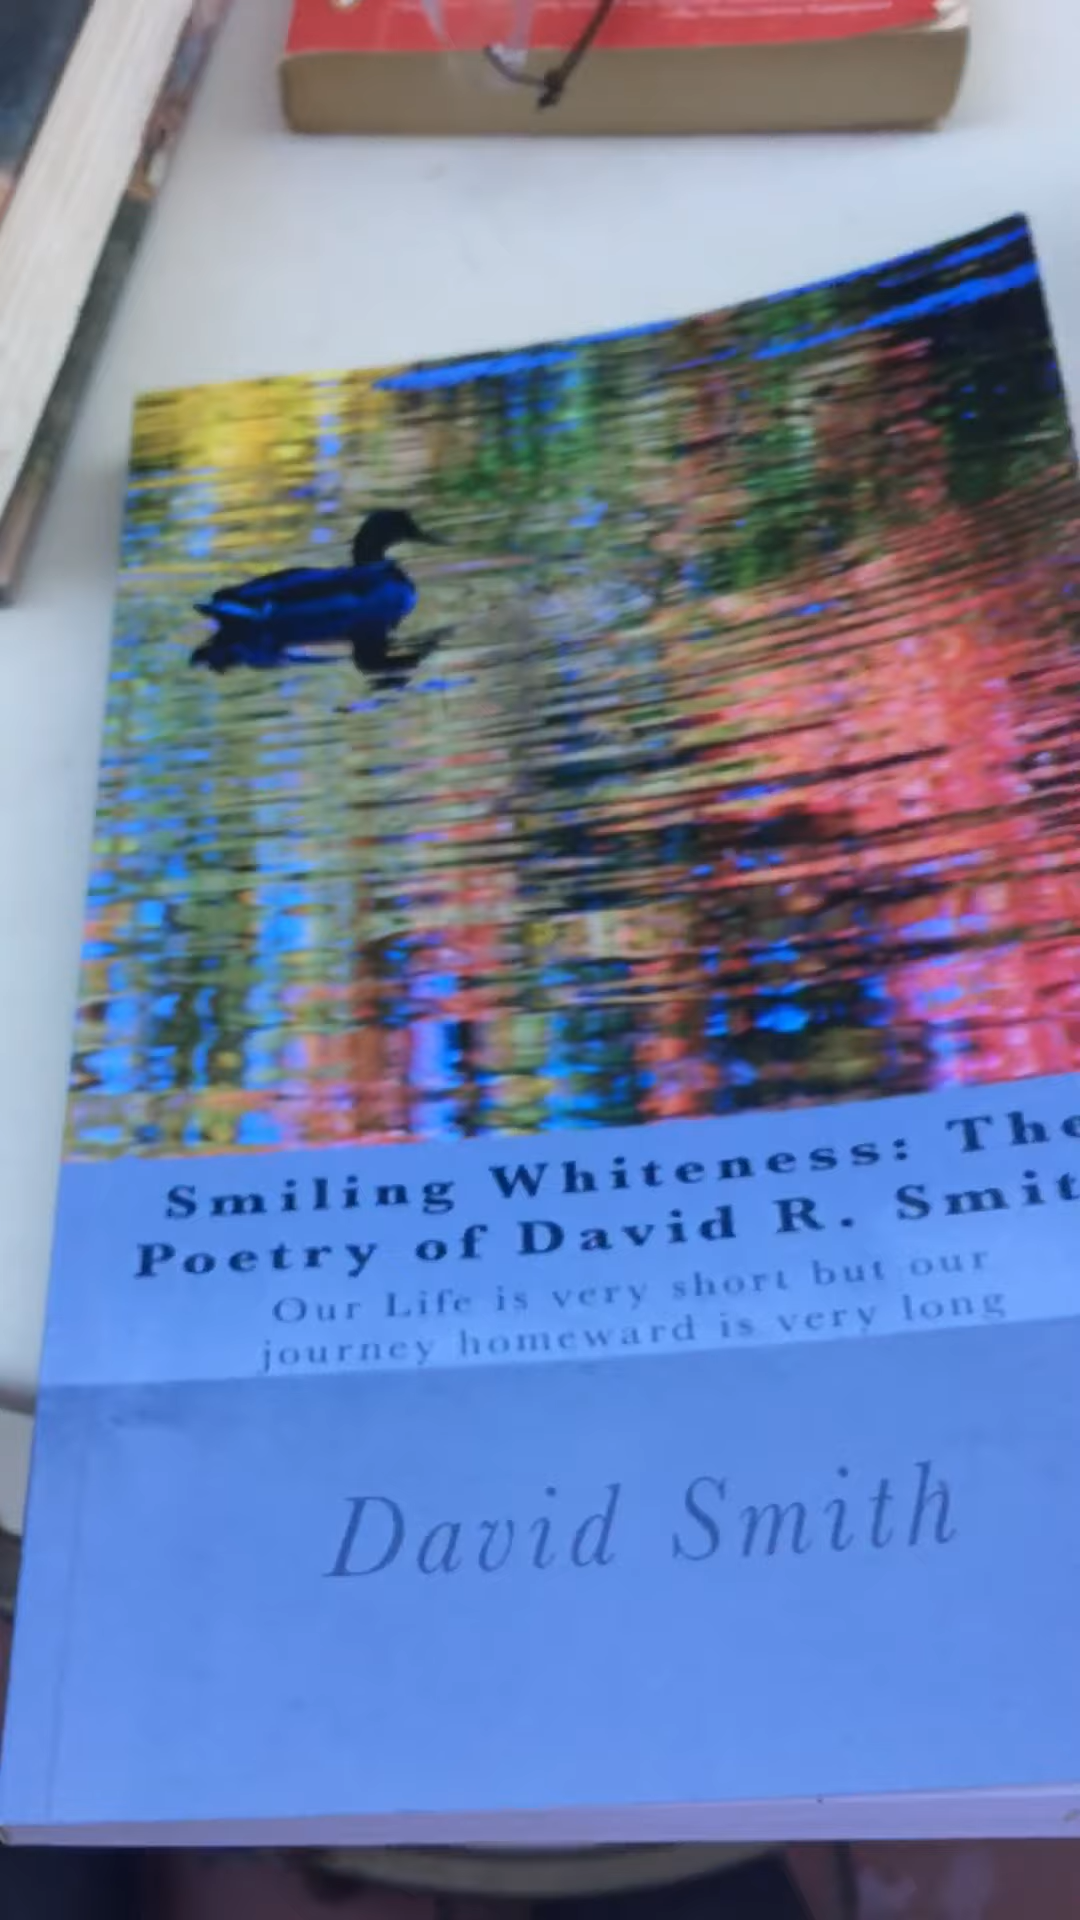 Smiling Whiteness: The
Poetry of David R. Smit
Our Life is very short but our
journey homeward is very long
David Smith